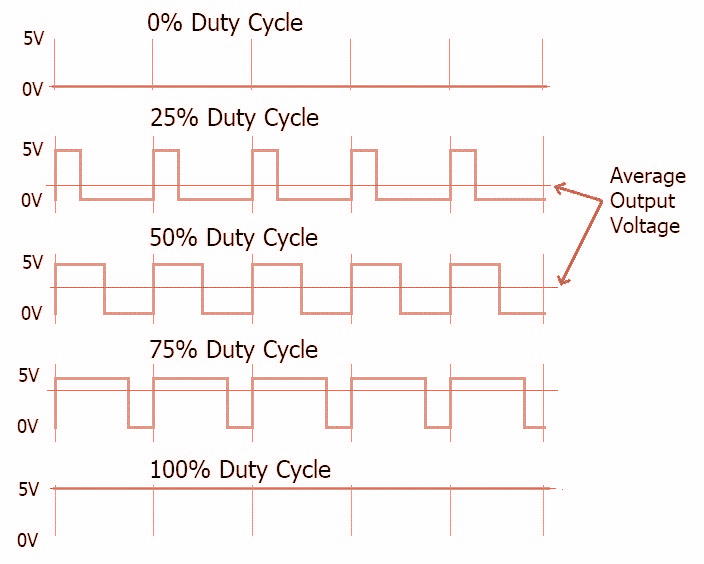 0% Duty Cycle
5V
0V
25% Duty Cycle
5V
0V
Average
Output
Voltage
50% Duty Cycle
5V
0V
75% Duty Cycle
5V
0V
100% Duty Cycle
5V
0V